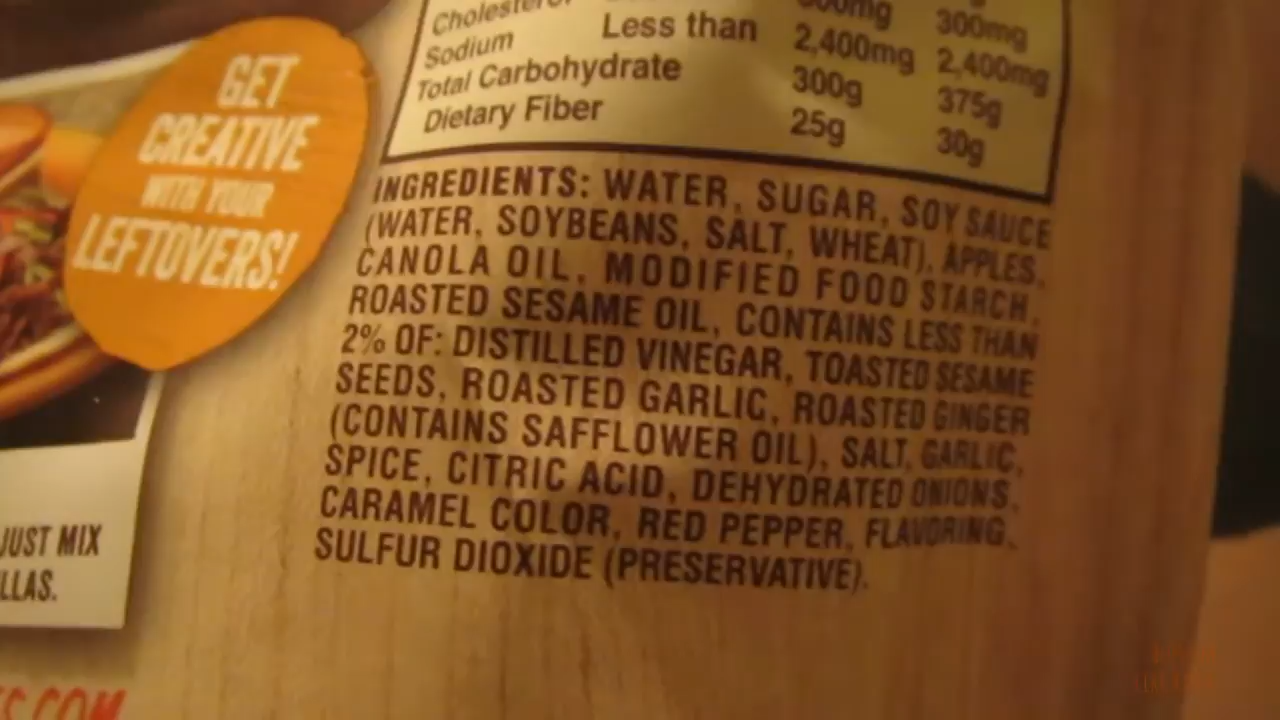 Cholesterol 300mg
Sodium Less than 2,400mg 2,400mg
Total Carbohydrate 300g 375g
Dietary Fiber 25g 30g
GET
CREATIVE
WITH YOUR
LEFTOVERS!
INGREDIENTS: WATER, SUGAR, SOY SAUCE
(WATER, SOYBEANS, SALT, WHEAT), APPLES,
CANOLA OIL, MODIFIED FOOD STARCH,
ROASTED SESAME OIL, CONTAINS LESS THAN
2% OF: DISTILLED VINEGAR, TOASTED SESAME
SEEDS, ROASTED GARLIC, ROASTED GINGER
(CONTAINS SAFFLOWER OIL), SALT, GARLIC,
SPICE, CITRIC ACID, DEHYDRATED ONIONS,
CARAMEL COLOR, RED PEPPER, FLAVORING,
SULFUR DIOXIDE (PRESERVATIVE).
JUST MIX
LLAS.
S.COM